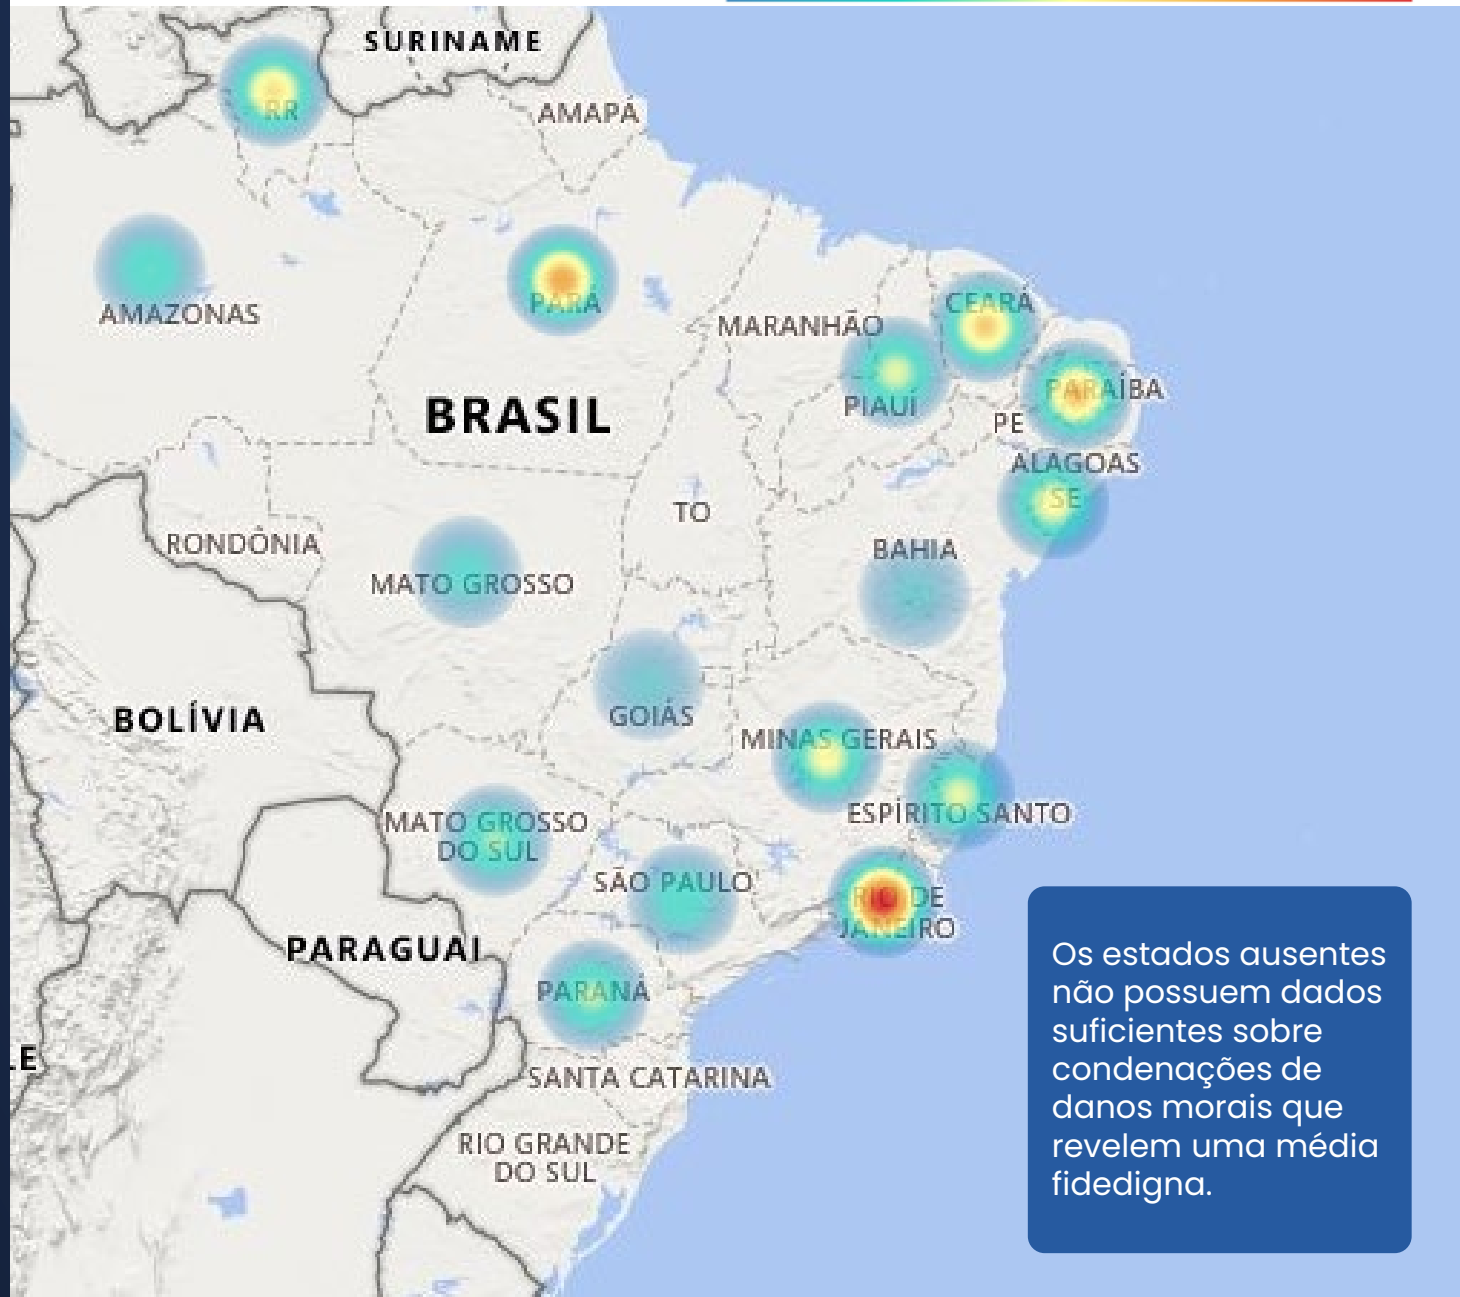 SURINAME
AMAPÁ
RR
AMAZONAS
PARÁ
CEARÁ
MARANHÃO
PARAÍBA
PIAUÍ
BRASIL
PE
ALAGOAS
SE
TO
RONDÔNIA
BAHIA
MATO GROSSO
GOIÁS
BOLÍVIA
MINAS GERAIS
ESPÍRITO SANTO
MATO GROSSO
DO SUL
SÃO PAULO
RIO DE
JANEIRO
PARAGUAI
PARANÁ
LE
SANTA CATARINA
RIO GRANDE
DO SUL
Os estados ausentes
não possuem dados
suficientes sobre
condenações de
danos morais que
revelem uma média
fidedigna.